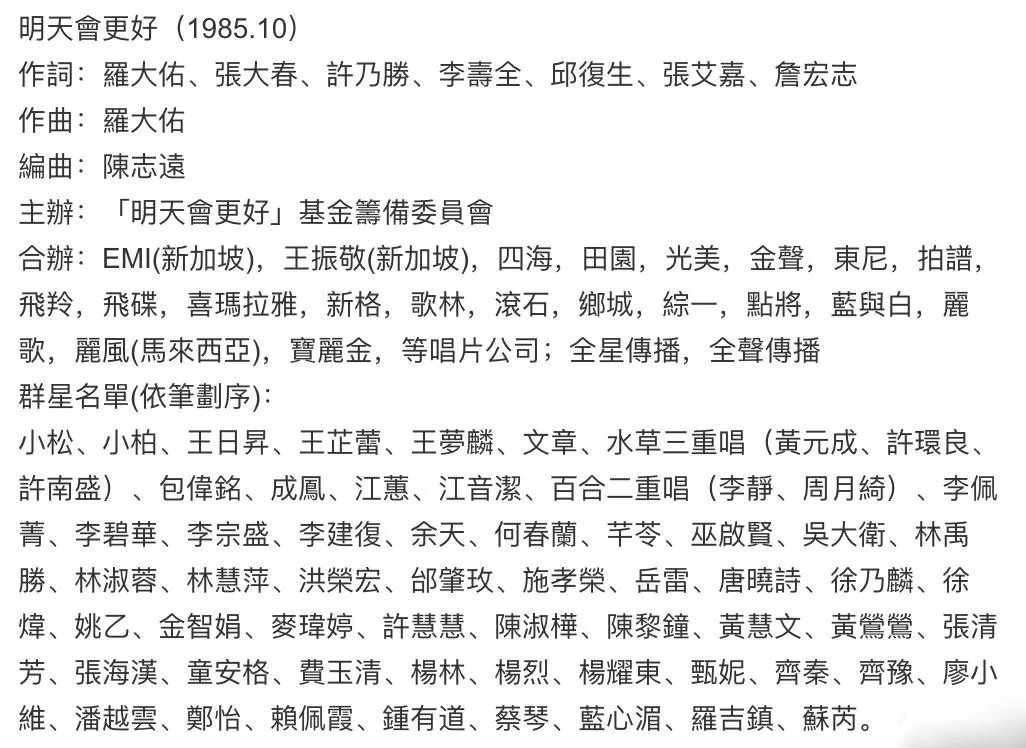 明天會更好（1985.10）
作詞：羅大佑、張大春、許乃勝、李壽全、邱復生、張艾嘉、詹宏志
作曲：羅大佑
編曲：陳志遠
主辦：「明天會更好」基金籌備委員會
合辦：EMI(新加坡)，王振敬(新加坡)，四海，田園，光美，金聲，東尼，拍譜，
飛羚，飛碟，喜瑪拉雅，新格，歌林，滾石，鄉城，綜一，點將，藍與白，麗
歌，麗風(馬來西亞)，寶麗金，等唱片公司；全星傳播，全聲傳播
群星名單(依筆劃序)：
小松、小柏、王日昇、王芷蕾、王夢麟、文章、水草三重唱（黃元成、許環良、
許南盛）、包偉銘、成鳳、江蕙、江音潔、百合二重唱（李靜、周月綺）、李佩
菁、李碧華、李宗盛、李建復、余天、何春蘭、芊苓、巫啟賢、吳大衛、林禹
勝、林淑蓉、林慧萍、洪榮宏、邰肇玫、施孝榮、岳雷、唐曉詩、徐乃麟、徐
煒、姚乙、金智娟、麥瑋婷、許慧慧、陳淑樺、陳黎鐘、黃慧文、黃鶯鶯、張清
芳、張海漢、童安格、費玉清、楊林、楊烈、楊耀東、甄妮、齊秦、齊豫、廖小
維、潘越雲、鄭怡、賴佩霞、鍾有道、蔡琴、藍心湄、羅吉鎮、蘇芮。